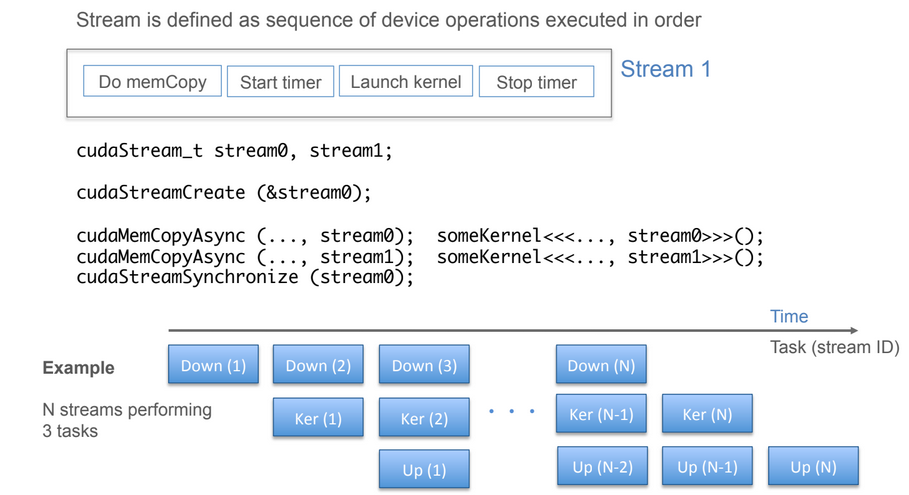 Stream is defined as sequence of device operations executed in order
Do memCopy Start timer Launch kernel Stop timer
Stream 1
cudaStream_t stream0, stream1;
cudaStreamCreate (&stream0);
cudaMemCopyAsync (..., stream0); someKernel<<<..., stream0>>>();
cudaMemCopyAsync (..., stream1); someKernel<<<..., stream1>>>();
cudaStreamSynchronize (stream0);
Time
Task (stream ID)
Example
N streams performing
3 tasks
Down (1) Down (2) Down (3) Down (N)
Ker (1) Ker (2) . . . Ker (N-1) Ker (N)
Up (1) Up (N-2) Up (N-1) Up (N)